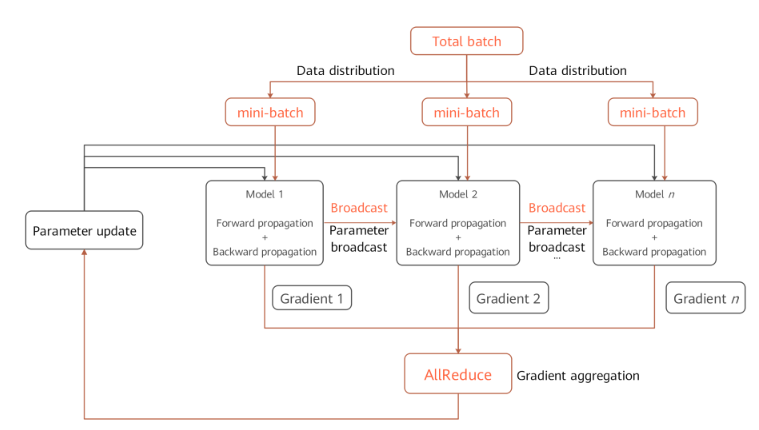 Total batch
Data distribution
Data distribution
mini-batch
mini-batch
mini-batch
Model 1
Forward propagation
+
Backward propagation
Broadcast
Parameter
broadcast
Model 2
Forward propagation
+
Backward propagation
Broadcast
Parameter
broadcast
...
Model n
Forward propagation
+
Backward propagation
Parameter update
Gradient 1
Gradient 2
Gradient n
AllReduce
Gradient aggregation